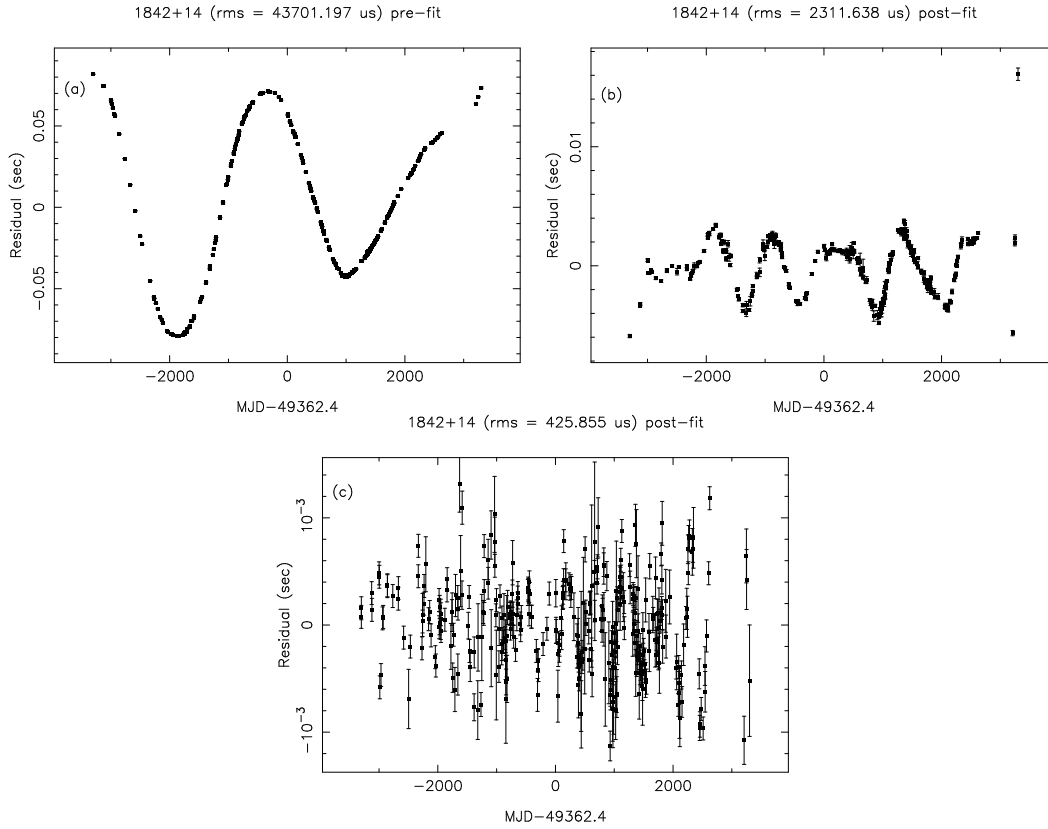 1842+14 (rms = 43701.197 us) pre-fit
(a)
Residual (sec)
0.05
0
−0.05
−2000
0
2000
MJD−49362.4
1842+14 (rms = 2311.638 us) post-fit
(b)
Residual (sec)
0.01
0
−2000
0
2000
MJD−49362.4
1842+14 (rms = 425.855 us) post-fit
(c)
Residual (sec)
10⁻³
0
−10⁻³
−2000
0
2000
MJD−49362.4